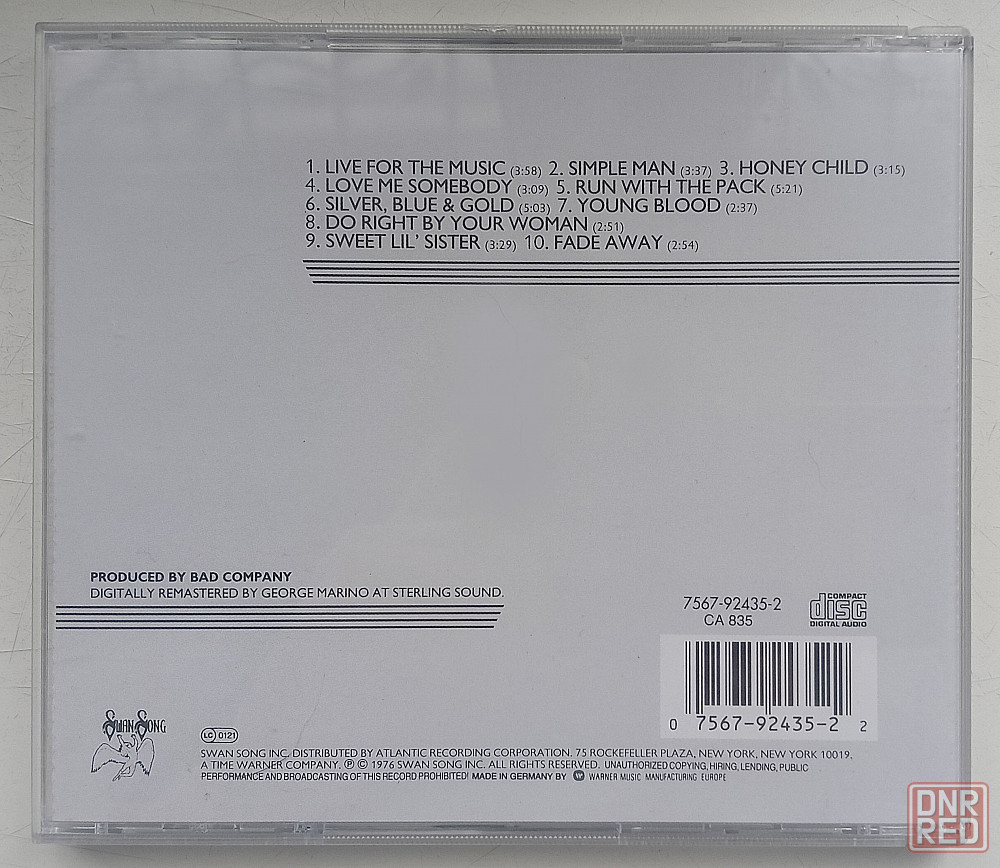 1. LIVE FOR THE MUSIC (3:58) 2. SIMPLE MAN (3:37) 3. HONEY CHILD (3:15)
4. LOVE ME SOMEBODY (3:09) 5. RUN WITH THE PACK (5:21)
6. SILVER, BLUE & GOLD (5:03) 7. YOUNG BLOOD (2:37)
8. DO RIGHT BY YOUR WOMAN (2:51)
9. SWEET LIL' SISTER (3:29) 10. FADE AWAY (2:54)
PRODUCED BY BAD COMPANY
DIGITALLY REMASTERED BY GEORGE MARINO AT STERLING SOUND.
7567-92435-2
CA 835
COMPACT
disc
DIGITAL AUDIO
0 7567-92435-2 2
SWAN SONG
LC 0121
SWAN SONG INC. DISTRIBUTED BY ATLANTIC RECORDING CORPORATION. 75 ROCKEFELLER PLAZA, NEW YORK, NEW YORK 10019.
A TIME WARNER COMPANY. ℗ © 1976 SWAN SONG INC. ALL RIGHTS RESERVED. UNAUTHORIZED COPYING, HIRING, LENDING, PUBLIC
PERFORMANCE AND BROADCASTING OF THIS RECORD PROHIBITED! MADE IN GERMANY BY WARNER MUSIC MANUFACTURING EUROPE
DNR
RED